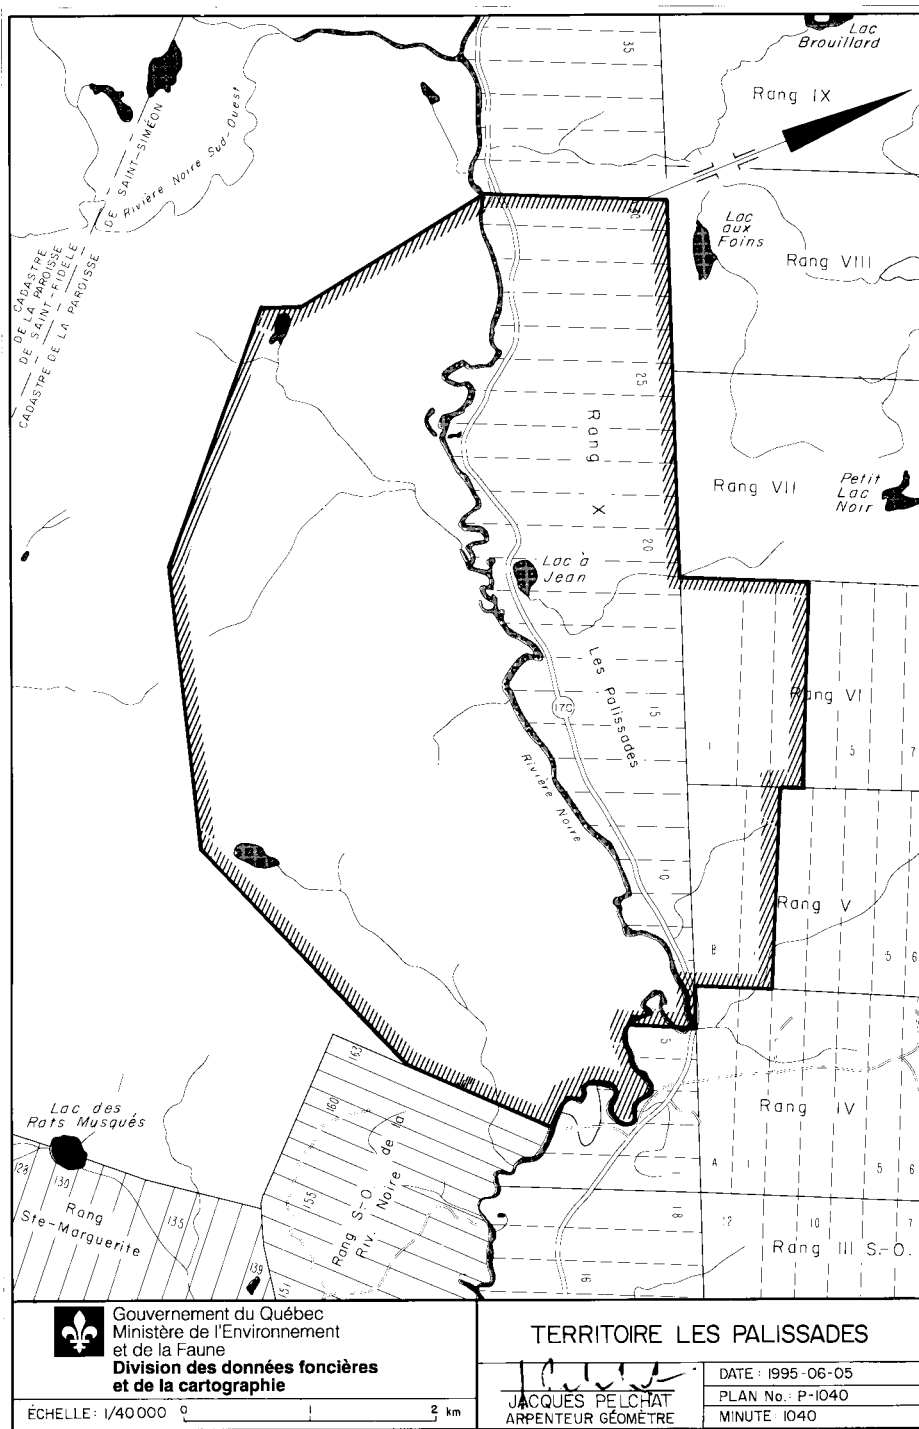 Lac
Brouillard
35
Rang IX
DE SAINT-SIMÉON
Rivière Noire Sud-Ouest
CADASTRE
DE LA PAROISSE
DE SAINT-FIDÈLE
CADASTRE DE LA PAROISSE
Lac
aux
Foins
Rang VIII
25
Rang X
Rang VII
Petit
Lac
Noir
20
Lac à
Jean
Les Palissades
15
170
Rang VI
1
5
7
Rivière Noire
10
Rang V
B
5
6
5
163
160
155
151
Rang S-O de la
Riv. Noire
Rang IV
A
1
5
6
Lac des
Rats Musqués
128
130
135
139
Rang
Ste-Marguerite
18
16
12
10
7
Rang III S.-O.
Gouvernement du Québec
Ministère de l'Environnement
et de la Faune
Division des données foncières
et de la cartographie
ÉCHELLE: 1/40000
0 1 2 km
TERRITOIRE LES PALISSADES
JACQUES PELCHAT
ARPENTEUR GÉOMÈTRE
DATE: 1995-06-05
PLAN No.: P-1040
MINUTE: 1040